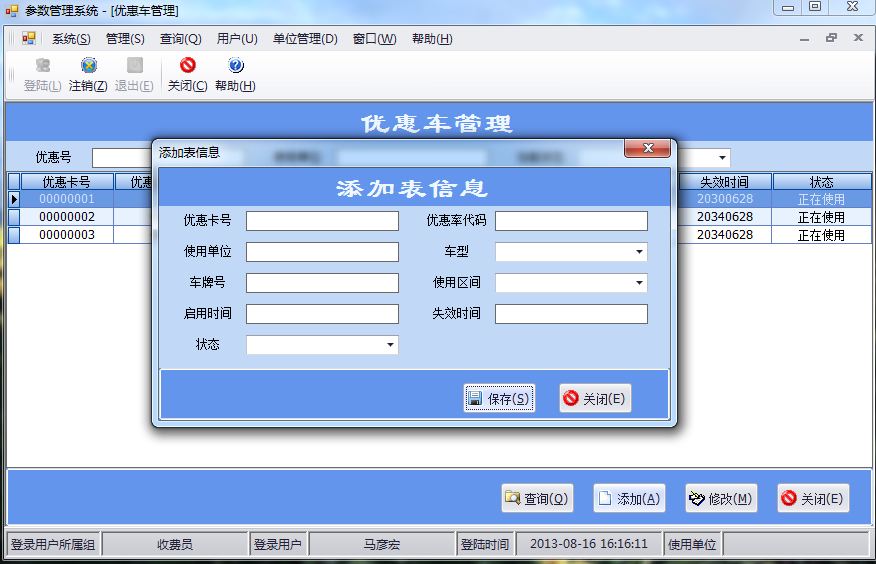 参数管理系统 - [优惠车管理]
系统(S) 管理(S) 查询(Q) 用户(U) 单位管理(D) 窗口(W) 帮助(H)
登陆(L) 注销(Z) 退出(E) 关闭(C) 帮助(H)
优惠车管理
优惠号
优惠卡号 优惠 失效时间 状态
00000001 20300628 正在使用
00000002 20340628 正在使用
00000003 20340628 正在使用
添加表信息
添加表信息
优惠卡号 优惠率代码
使用单位 车型
车牌号 使用区间
启用时间 失效时间
状态
保存(S) 关闭(E)
查询(Q) 添加(A) 修改(M) 关闭(E)
登录用户所属组 收费员 登录用户 马彦宏 登陆时间 2013-08-16 16:16:11 使用单位